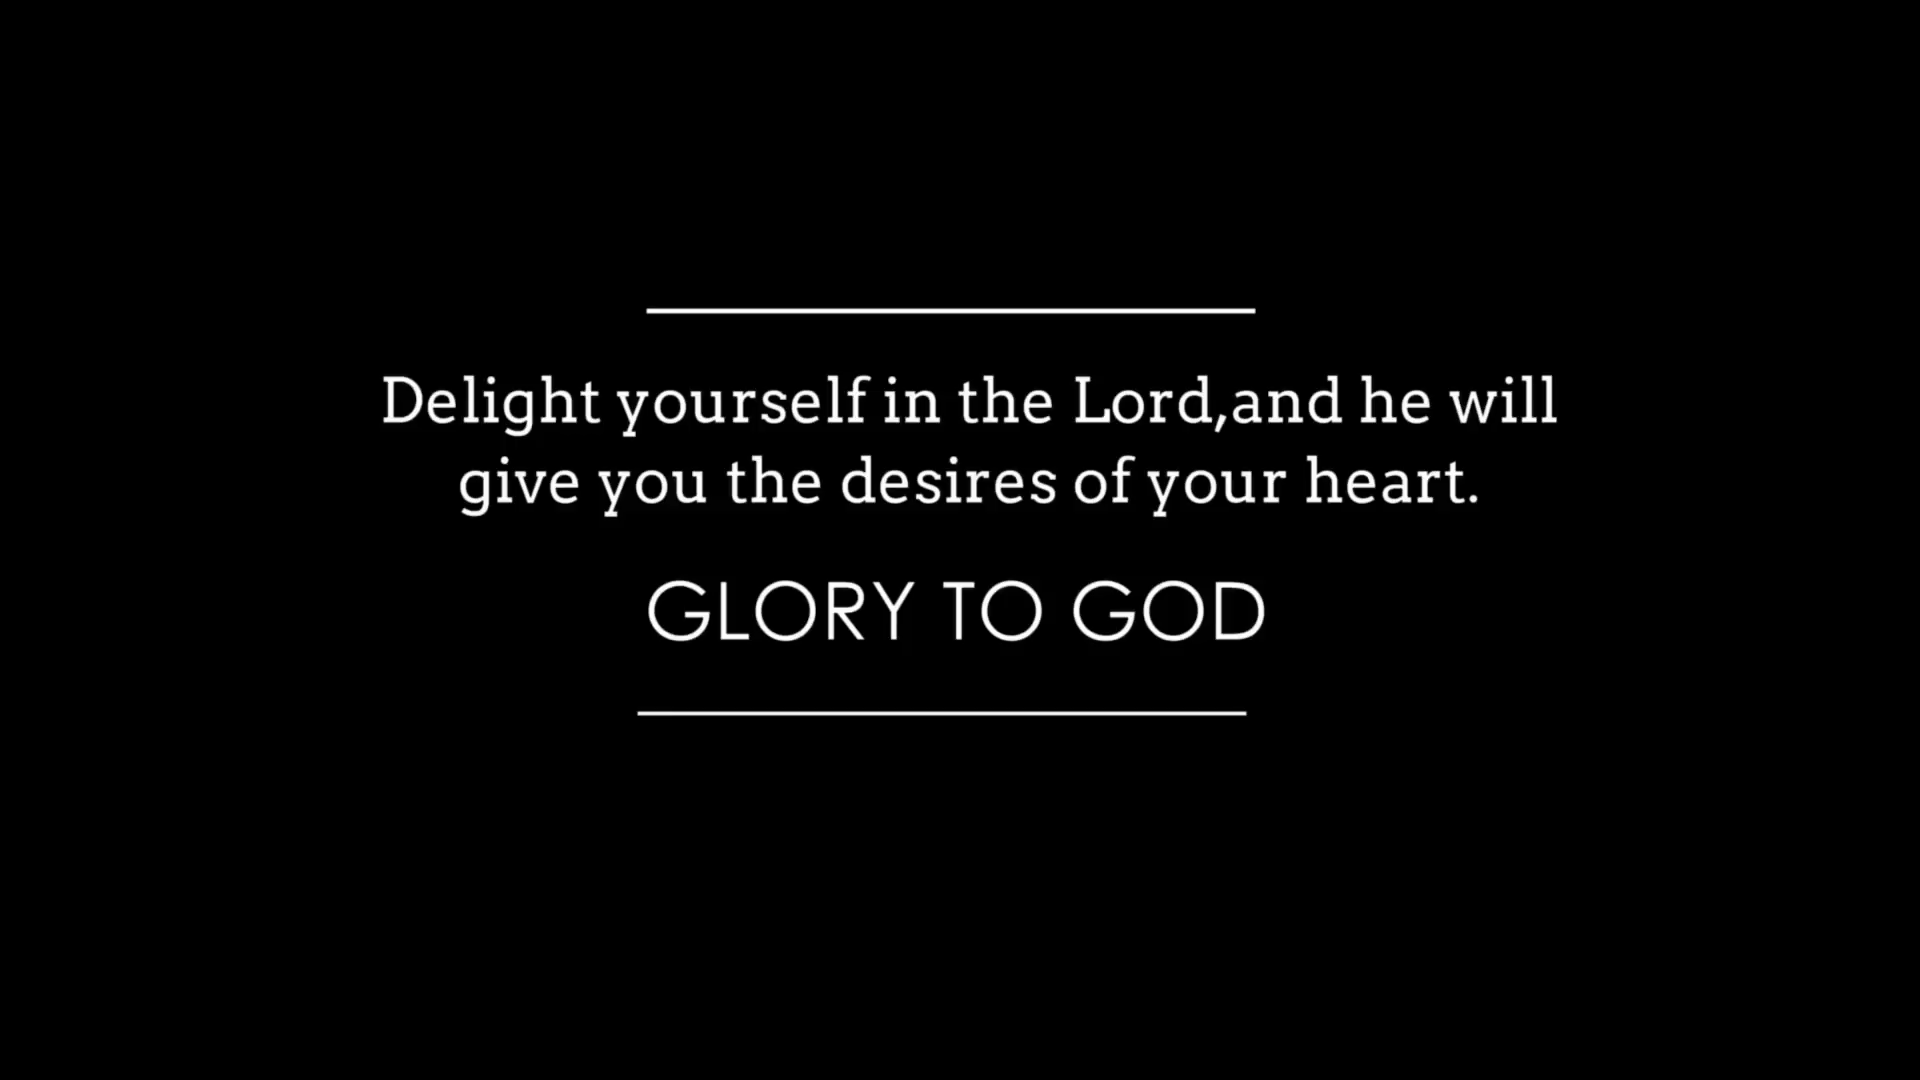 Delight yourself in the Lord,and he will
give you the desires of your heart.
GLORY TO GOD